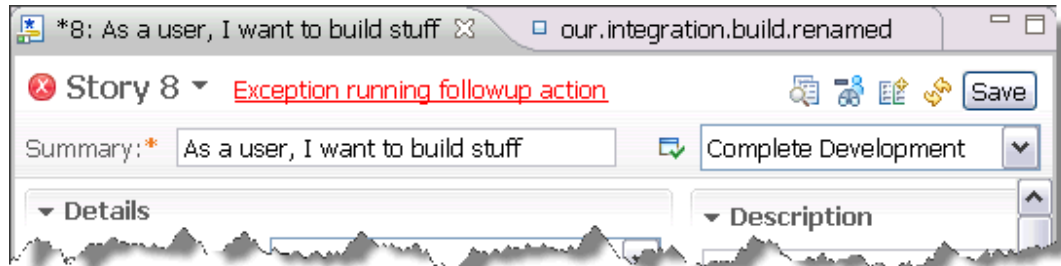 *8: As a user, I want to build stuff our.integration.build.renamed
Story 8 Exception running followup action Save
Summary:* As a user, I want to build stuff Complete Development
Details Description